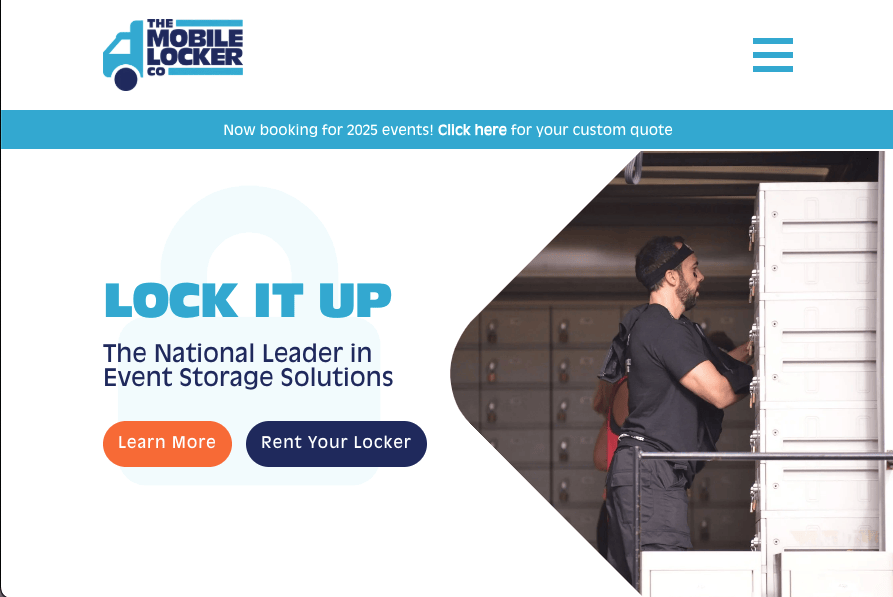 THE
MOBILE
LOCKER
CO
Now booking for 2025 events! Click here for your custom quote
LOCK IT UP
The National Leader in
Event Storage Solutions
Learn More
Rent Your Locker